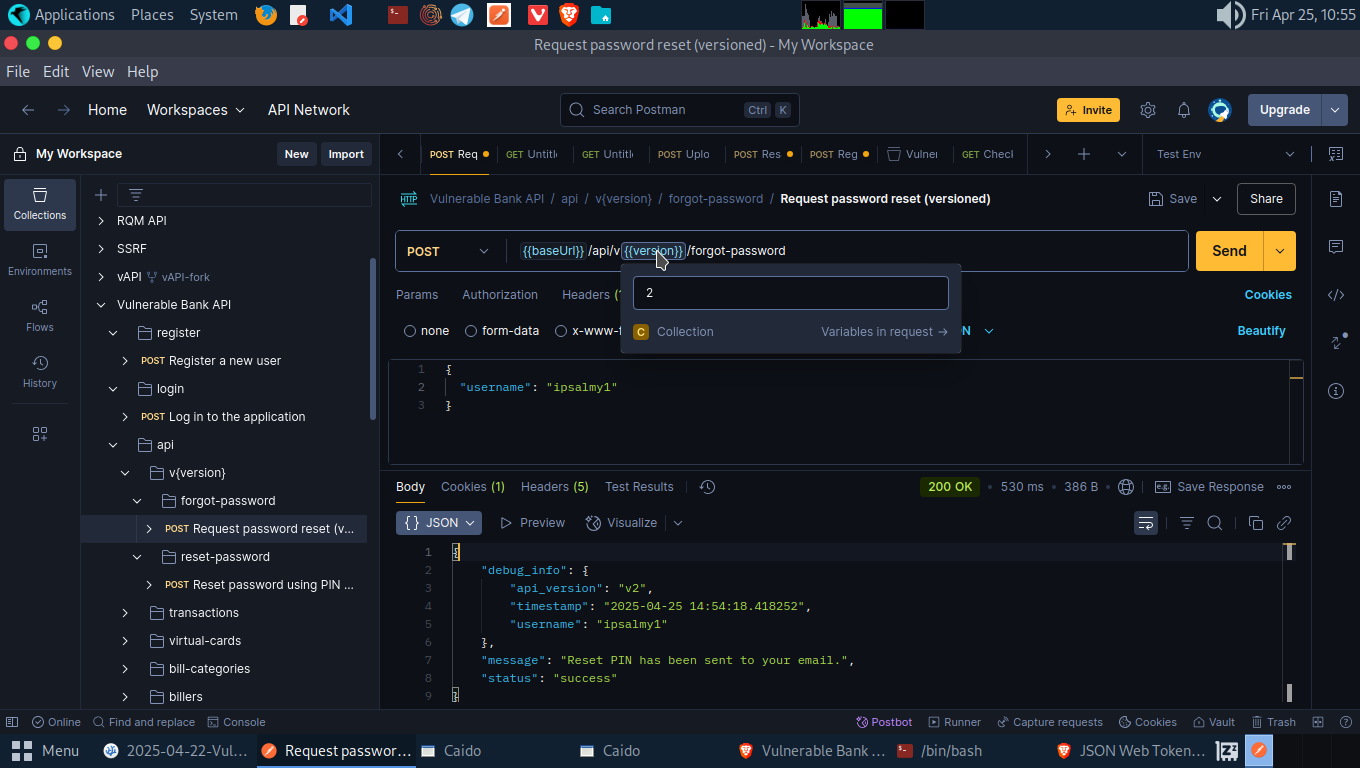 Applications Places System Fri Apr 25, 10:55
Request password reset (versioned) - My Workspace
File Edit View Help
Home Workspaces API Network Search Postman Ctrl K Invite Upgrade
My Workspace New Import POST Req GET Untitl GET Untitl POST Uplo POST Res POST Reg Vulner GET Check Test Env
Collections
Environments
Flows
History
RQM API
SSRF
vAPI vAPI-fork
Vulnerable Bank API
register
POST Register a new user
login
POST Log in to the application
api
v{version}
forgot-password
POST Request password reset (v...
reset-password
POST Reset password using PIN ...
transactions
virtual-cards
bill-categories
billers
HTTP Vulnerable Bank API / api / v{version} / forgot-password / Request password reset (versioned) Save Share
POST {{baseUrl}} /api/v {{version}} /forgot-password Send
Params Authorization Headers (1 Cookies
2
C Collection Variables in request →
none form-data x-www-f N Beautify
1 {
2 "username": "ipsalmy1"
3 }
Body Cookies (1) Headers (5) Test Results 200 OK • 530 ms • 386 B • e.g. Save Response
{} JSON Preview Visualize
1 {
2 "debug_info": {
3 "api_version": "v2",
4 "timestamp": "2025-04-25 14:54:18.418252",
5 "username": "ipsalmy1"
6 },
7 "message": "Reset PIN has been sent to your email.",
8 "status": "success"
9 }
Online Find and replace Console Postbot Runner Capture requests Cookies Vault Trash
Menu 2025-04-22-Vul... Request passwor... Caido Caido Vulnerable Bank ... /bin/bash JSON Web Token...